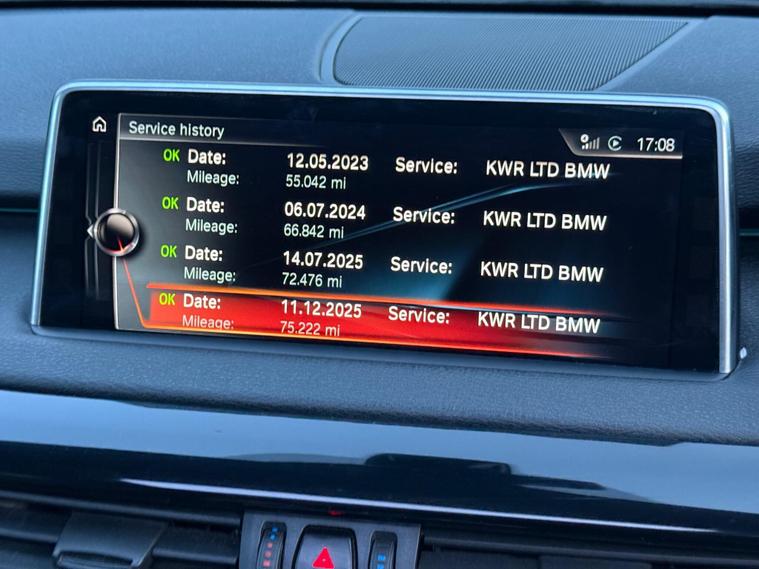 Service history
17:08
OK Date: 12.05.2023 Service: KWR LTD BMW
Mileage: 55.042 mi
OK Date: 06.07.2024 Service: KWR LTD BMW
Mileage: 66.842 mi
OK Date: 14.07.2025 Service: KWR LTD BMW
Mileage: 72.476 mi
OK Date: 11.12.2025 Service: KWR LTD BMW
Mileage: 75.222 mi